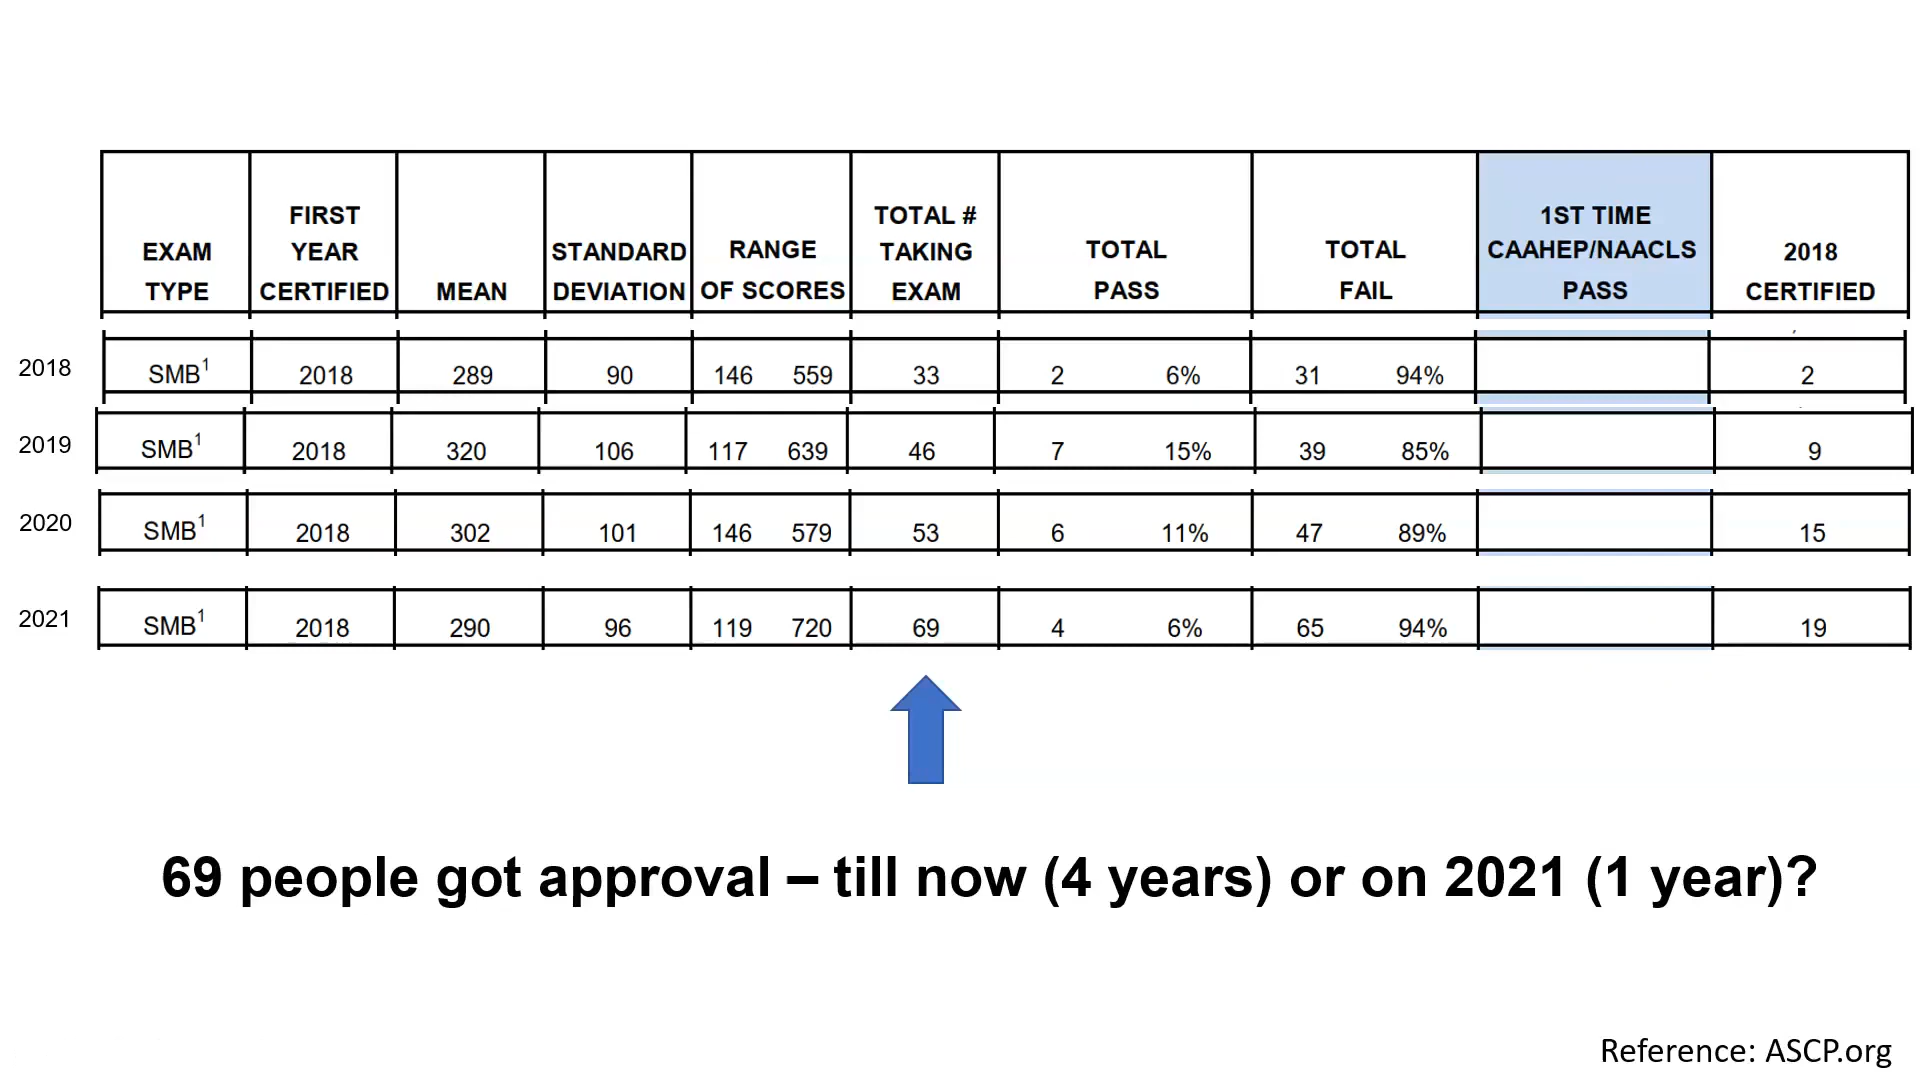 EXAM TYPE | FIRST YEAR CERTIFIED | MEAN | STANDARD DEVIATION | RANGE OF SCORES | TOTAL # TAKING EXAM | TOTAL PASS | TOTAL FAIL | 1ST TIME CAAHEP/NAACLS PASS | 2018 CERTIFIED
2018 SMB¹ 2018 289 90 146 559 33 2 6% 31 94% 2
2019 SMB¹ 2018 320 106 117 639 46 7 15% 39 85% 9
2020 SMB¹ 2018 302 101 146 579 53 6 11% 47 89% 15
2021 SMB¹ 2018 290 96 119 720 69 4 6% 65 94% 19
69 people got approval – till now (4 years) or on 2021 (1 year)?
Reference: ASCP.org